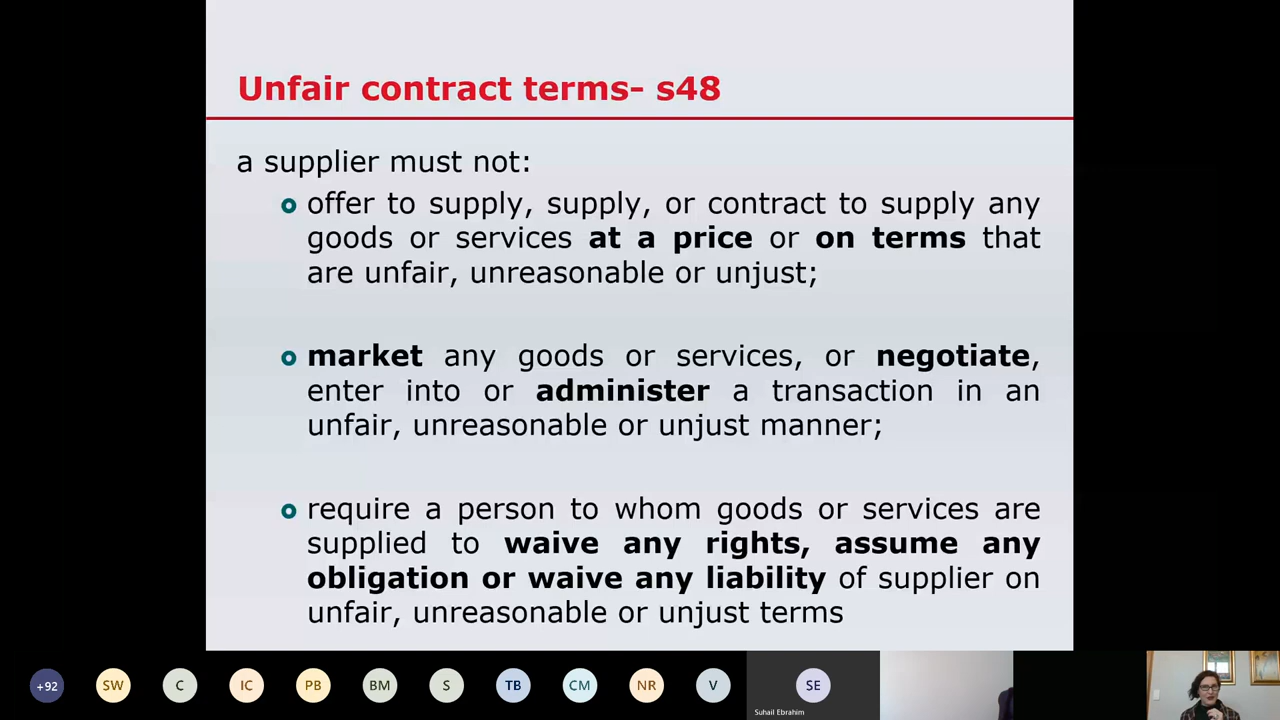 Unfair contract terms- s48
a supplier must not:
offer to supply, supply, or contract to supply any
goods or services at a price or on terms that
are unfair, unreasonable or unjust;
market any goods or services, or negotiate,
enter into or administer a transaction in an
unfair, unreasonable or unjust manner;
require a person to whom goods or services are
supplied to waive any rights, assume any
obligation or waive any liability of supplier on
unfair, unreasonable or unjust terms
+92 SW C IC PB BM S TB CM NR V SE
Suhail Ebrahim